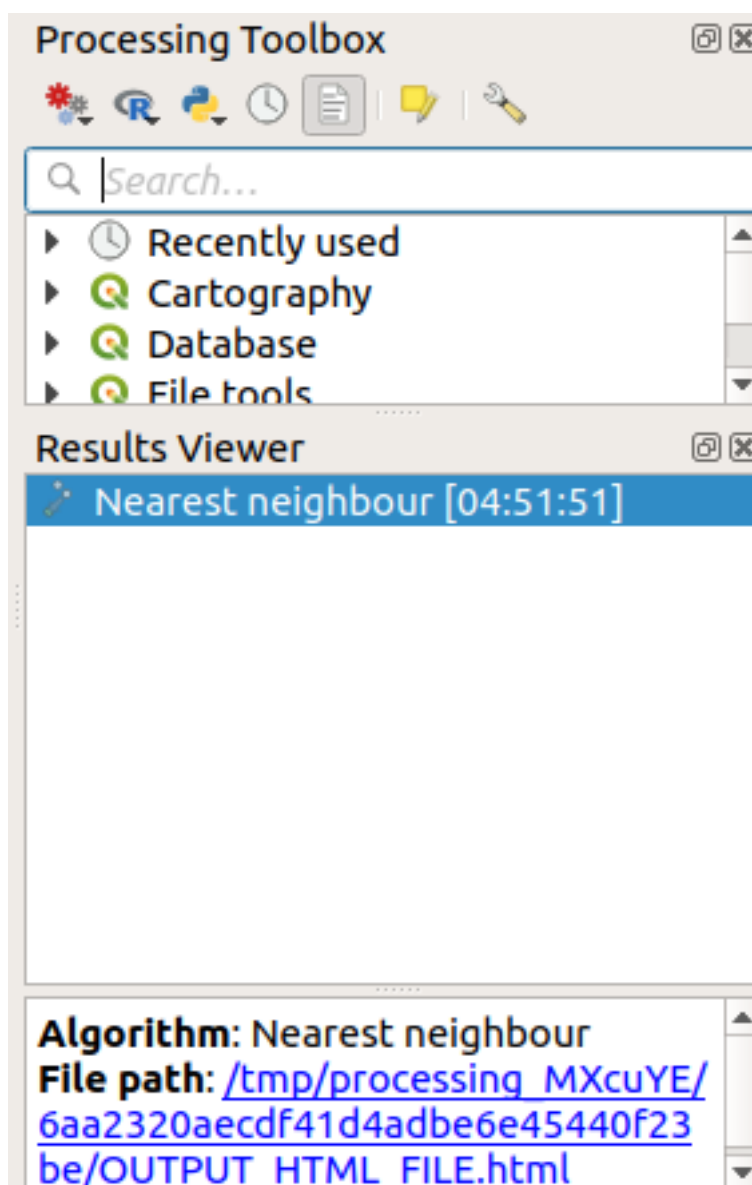 Processing Toolbox
Search...
Recently used
Cartography
Database
File tools
Results Viewer
Nearest neighbour [04:51:51]
Algorithm: Nearest neighbour
File path: /tmp/processing_MXcuYE/
6aa2320aecdf41d4adbe6e45440f23
be/OUTPUT_HTML_FILE.html